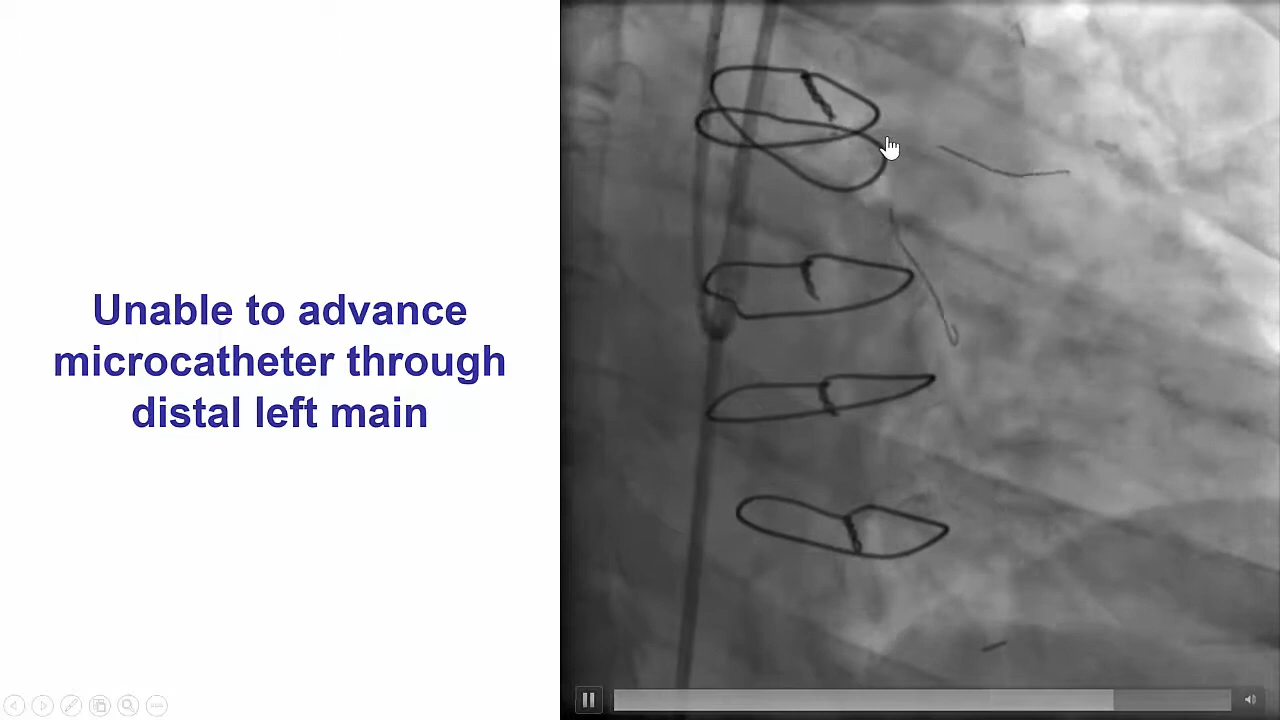 Unable to advance
microcatheter through
distal left main